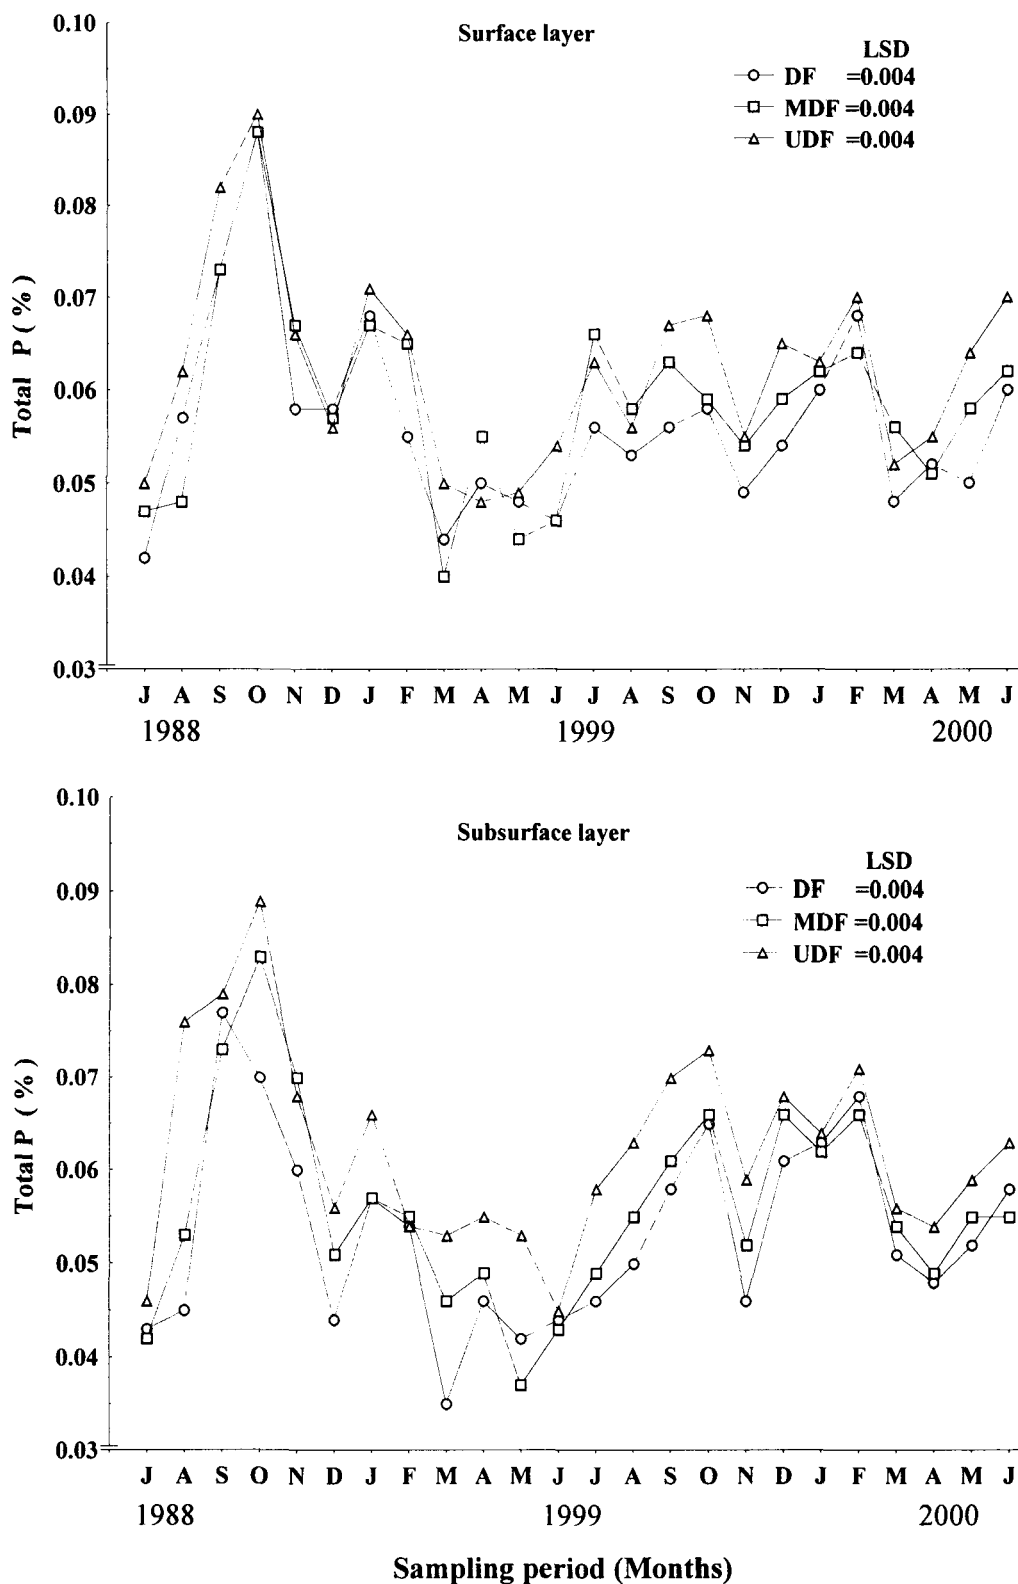 Surface layer
LSD
DF =0.004
MDF =0.004
UDF =0.004
Total P ( % )
0.10
0.09
0.08
0.07
0.06
0.05
0.04
0.03
J A S O N D J F M A M J J A S O N D J F M A M J
1988 1999 2000
Subsurface layer
LSD
DF =0.004
MDF =0.004
UDF =0.004
Total P ( % )
0.10
0.09
0.08
0.07
0.06
0.05
0.04
0.03
J A S O N D J F M A M J J A S O N D J F M A M J
1988 1999 2000
Sampling period (Months)